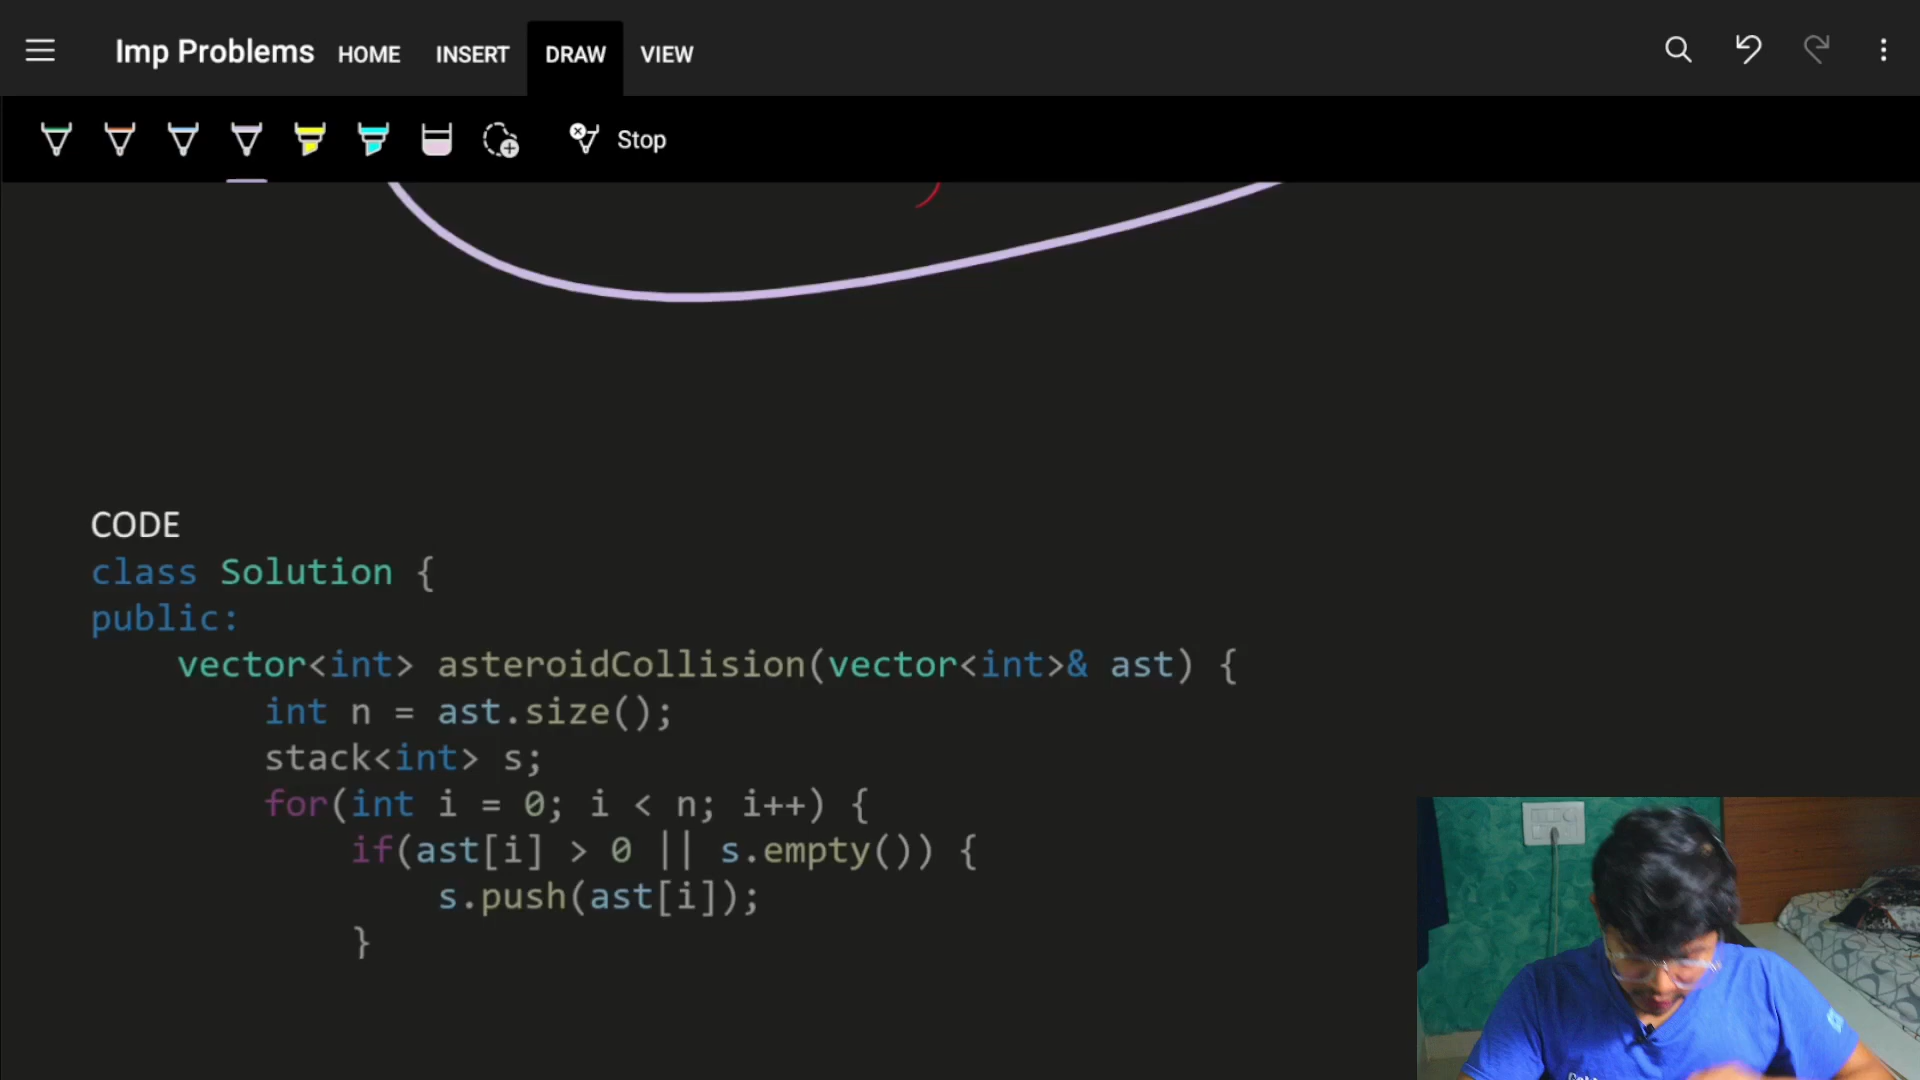 Imp Problems HOME INSERT DRAW VIEW
Stop
CODE
class Solution {
public:
vector<int> asteroidCollision(vector<int>& ast) {
int n = ast.size();
stack<int> s;
for(int i = 0; i < n; i++) {
if(ast[i] > 0 || s.empty()) {
s.push(ast[i]);
}